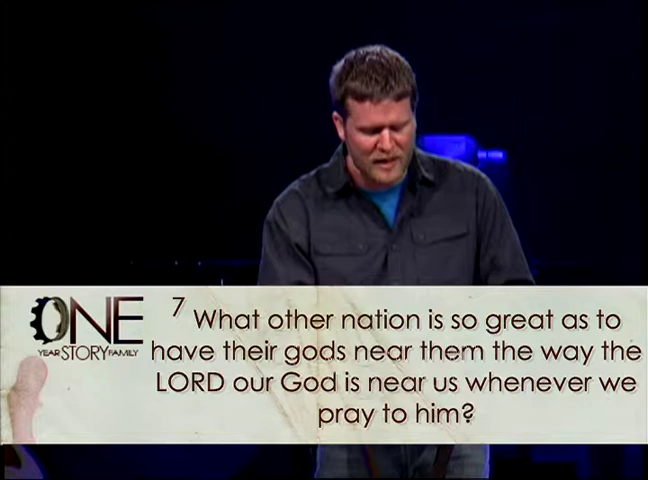 ONE
YEAR STORY FAMILY
7 What other nation is so great as to
have their gods near them the way the
LORD our God is near us whenever we
pray to him?